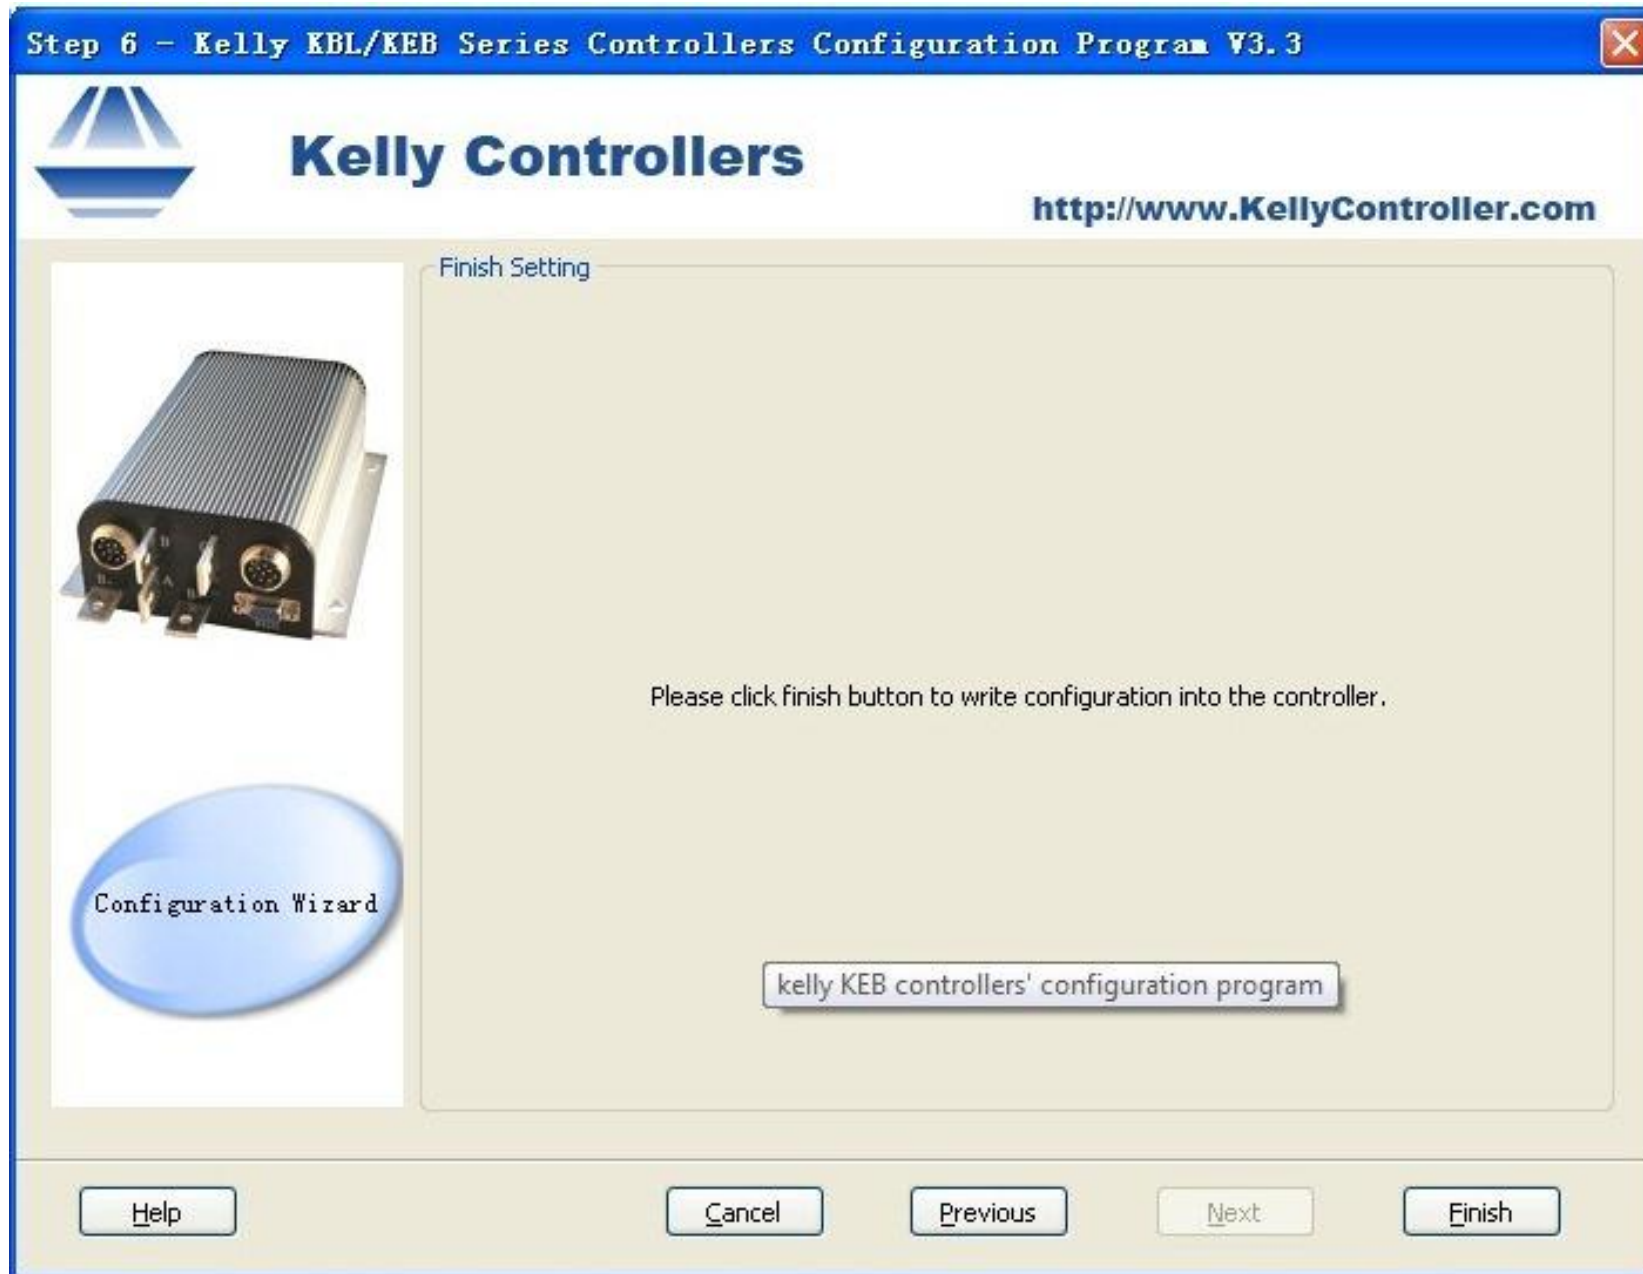 Step 6 - Kelly KBL/KEB Series Controllers Configuration Program V3.3
Kelly Controllers
http://www.KellyController.com
Finish Setting
B
A
Please click finish button to write configuration into the controller.
Configuration Wizard
kelly KEB controllers' configuration program
Help
Cancel
Previous
Next
Finish